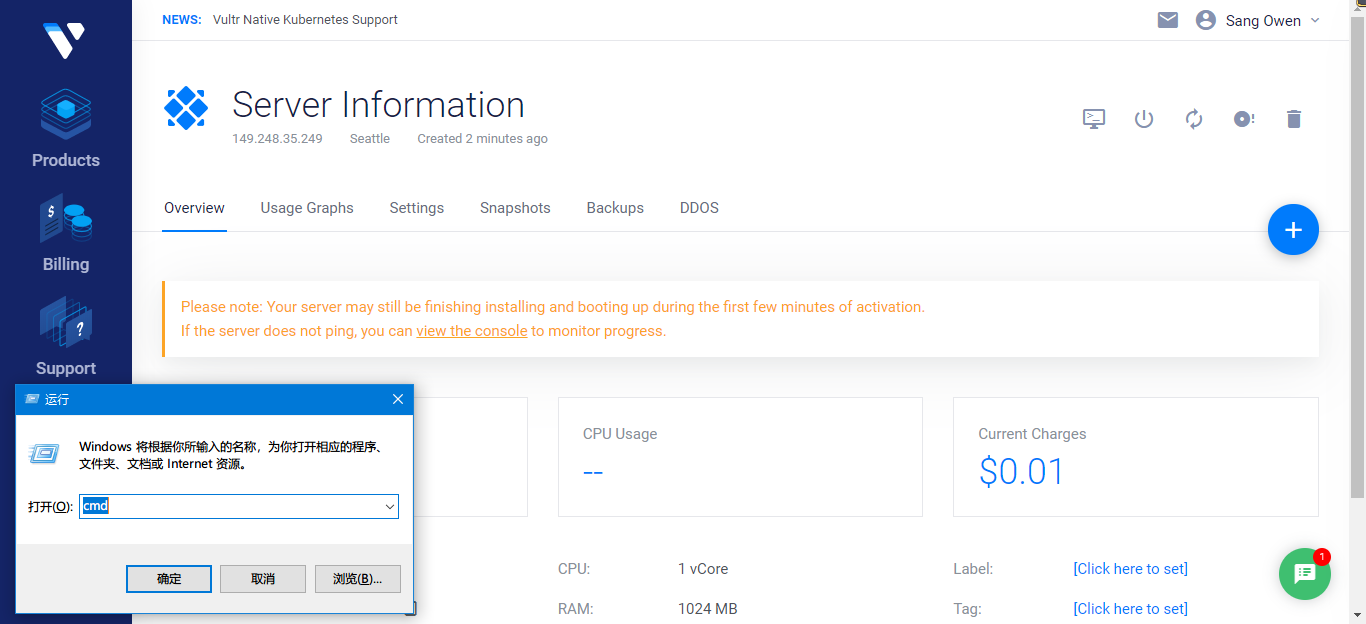 NEWS: Vultr Native Kubernetes Support
Sang Owen
Products
Billing
Support
Server Information
149.248.35.249 Seattle Created 2 minutes ago
Overview Usage Graphs Settings Snapshots Backups DDOS
Please note: Your server may still be finishing installing and booting up during the first few minutes of activation.
If the server does not ping, you can view the console to monitor progress.
CPU Usage
--
Current Charges
$0.01
CPU: 1 vCore
Label: [Click here to set]
RAM: 1024 MB
Tag: [Click here to set]
1
运行
Windows 将根据你所输入的名称，为你打开相应的程序、
文件夹、文档或 Internet 资源。
打开(O): cmd
确定 取消 浏览(B)...